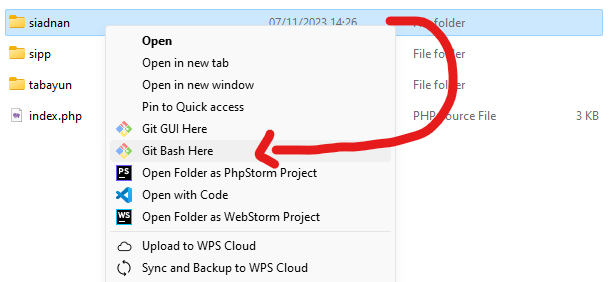 siadnan 07/11/2023 14:26 File folder
Open
sipp File folder
Open in new tab
tabayun File folder
Open in new window
Pin to Quick access
index.php PHP Source File 3 KB
Git GUI Here
Git Bash Here
PS Open Folder as PhpStorm Project
Open with Code
WS Open Folder as WebStorm Project
Upload to WPS Cloud
Sync and Backup to WPS Cloud